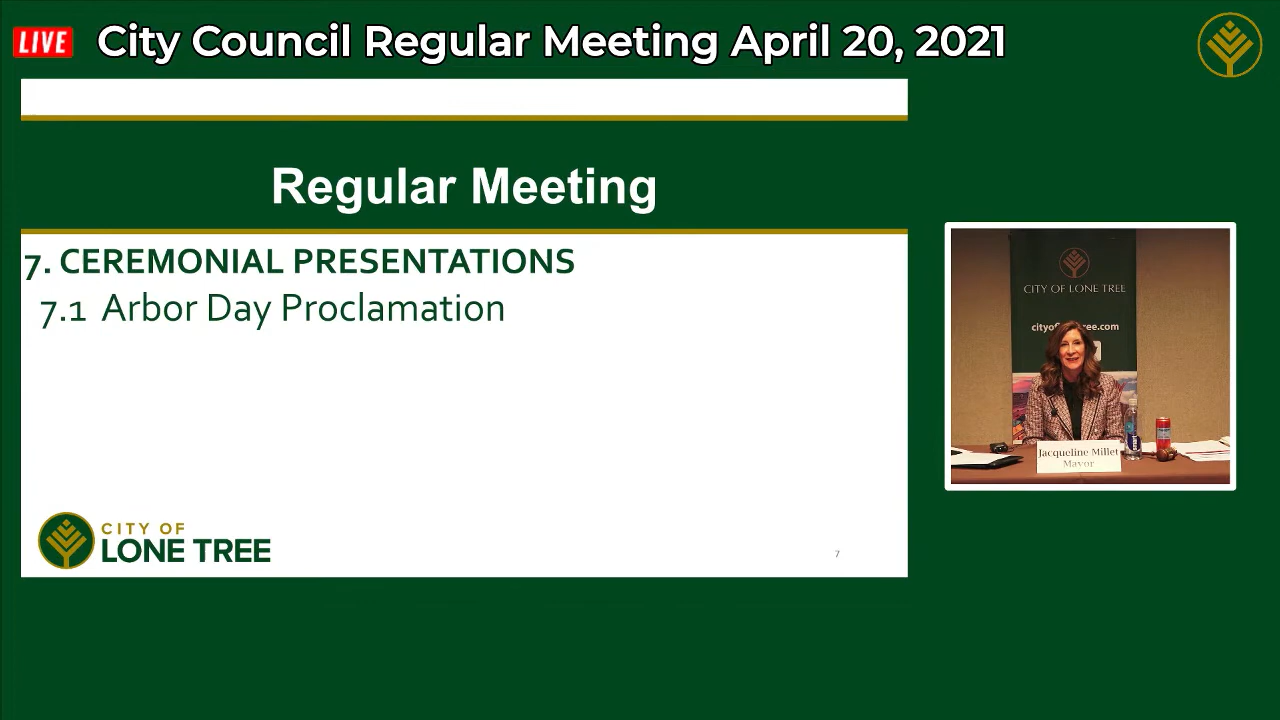 LIVE
City Council Regular Meeting April 20, 2021
Regular Meeting
7. CEREMONIAL PRESENTATIONS
7.1 Arbor Day Proclamation
CITY OF
LONE TREE
7
CITY OF LONE TREE
Jacqueline Millet
Mayor